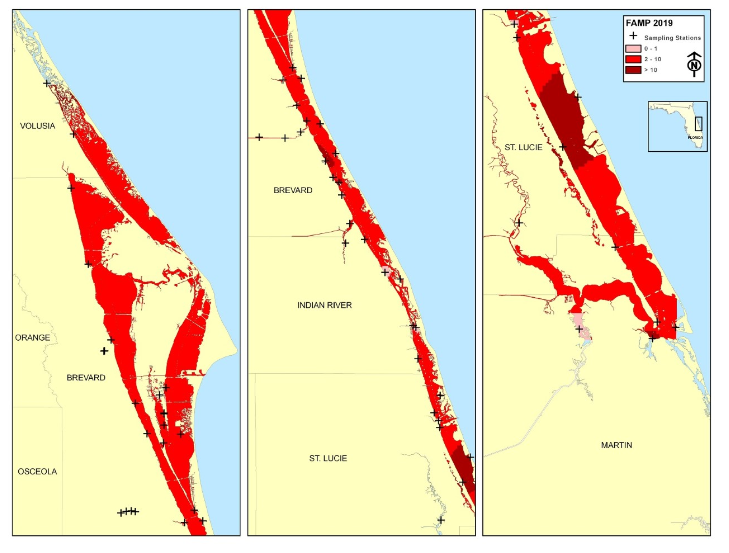 VOLUSIA
ORANGE
BREVARD
OSCEOLA
BREVARD
INDIAN RIVER
ST. LUCIE
ST. LUCIE
MARTIN
FAMP 2019
Sampling Stations
0 - 1
2 - 10
> 10
N
FLORIDA